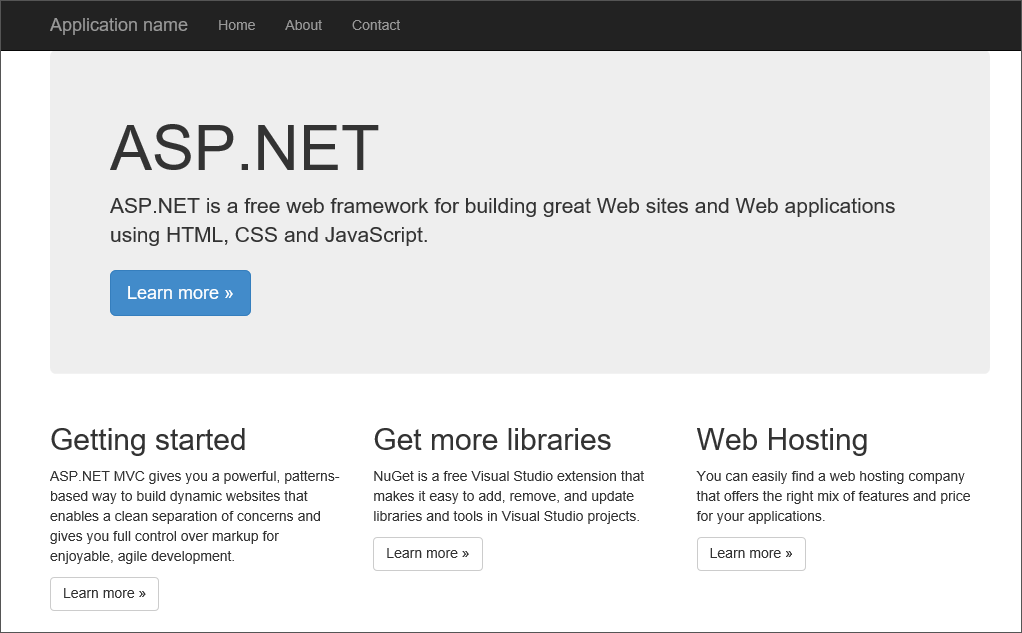 Application name Home About Contact
ASP.NET
ASP.NET is a free web framework for building great Web sites and Web applications
using HTML, CSS and JavaScript.
Learn more »
Getting started
ASP.NET MVC gives you a powerful, patterns-
based way to build dynamic websites that
enables a clean separation of concerns and
gives you full control over markup for
enjoyable, agile development.
Learn more »
Get more libraries
NuGet is a free Visual Studio extension that
makes it easy to add, remove, and update
libraries and tools in Visual Studio projects.
Learn more »
Web Hosting
You can easily find a web hosting company
that offers the right mix of features and price
for your applications.
Learn more »